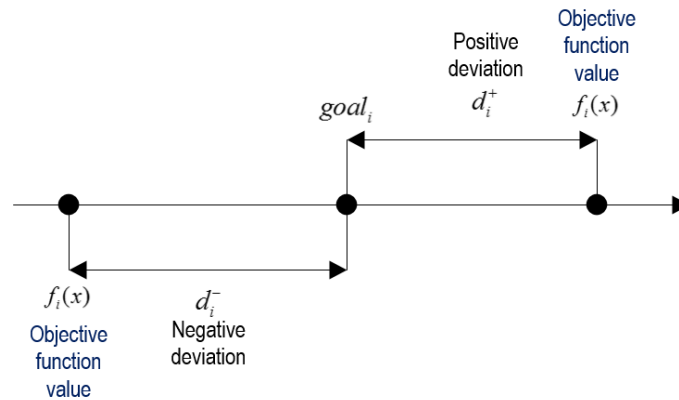 Positive
deviation
d_i^+
Objective
function
value
f_i(x)
goal_i
f_i(x)
Objective
function
value
d_i^-
Negative
deviation